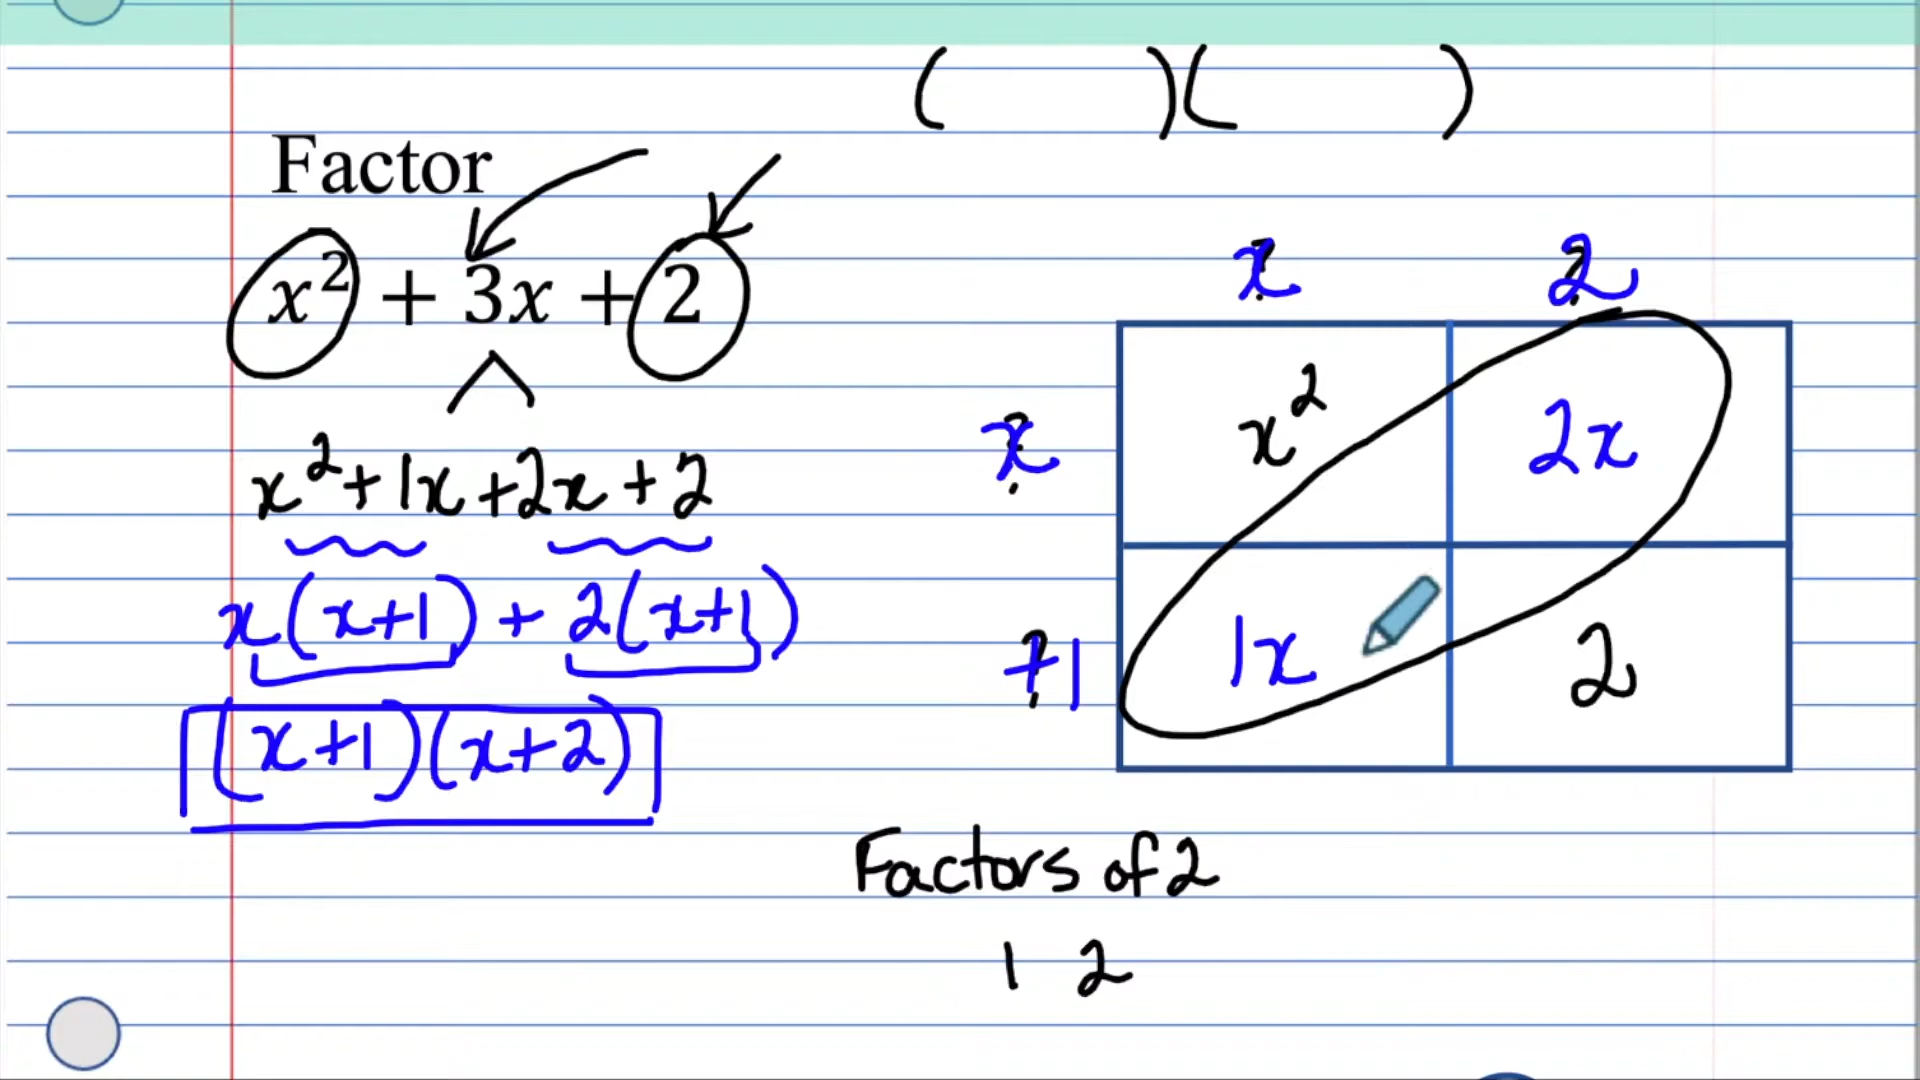 ( )( )
Factor
x² + 3x + 2
x² + 1x + 2x + 2
x(x+1) + 2(x+1)
(x+1)(x+2)
x 2
x x² 2x
+1 1x 2
Factors of 2
1 2